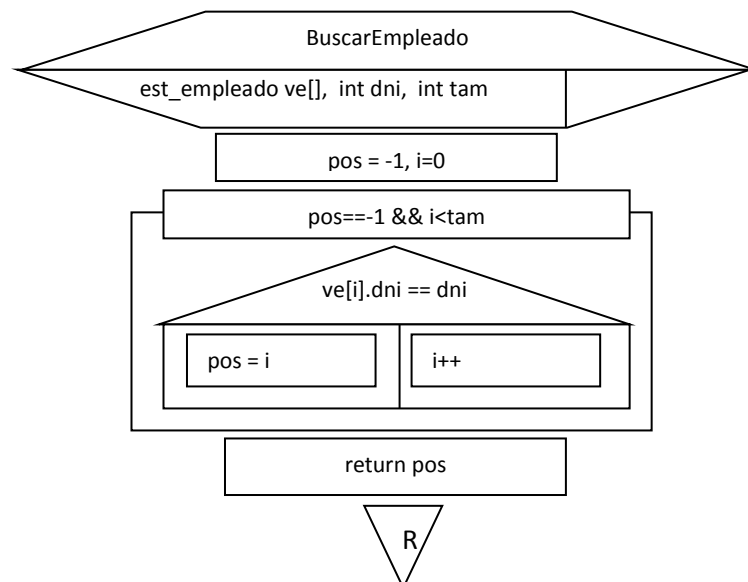 BuscarEmpleado
est_empleado ve[], int dni, int tam
pos = -1, i=0
pos==-1 && i<tam
ve[i].dni == dni
pos = i
i++
return pos
R